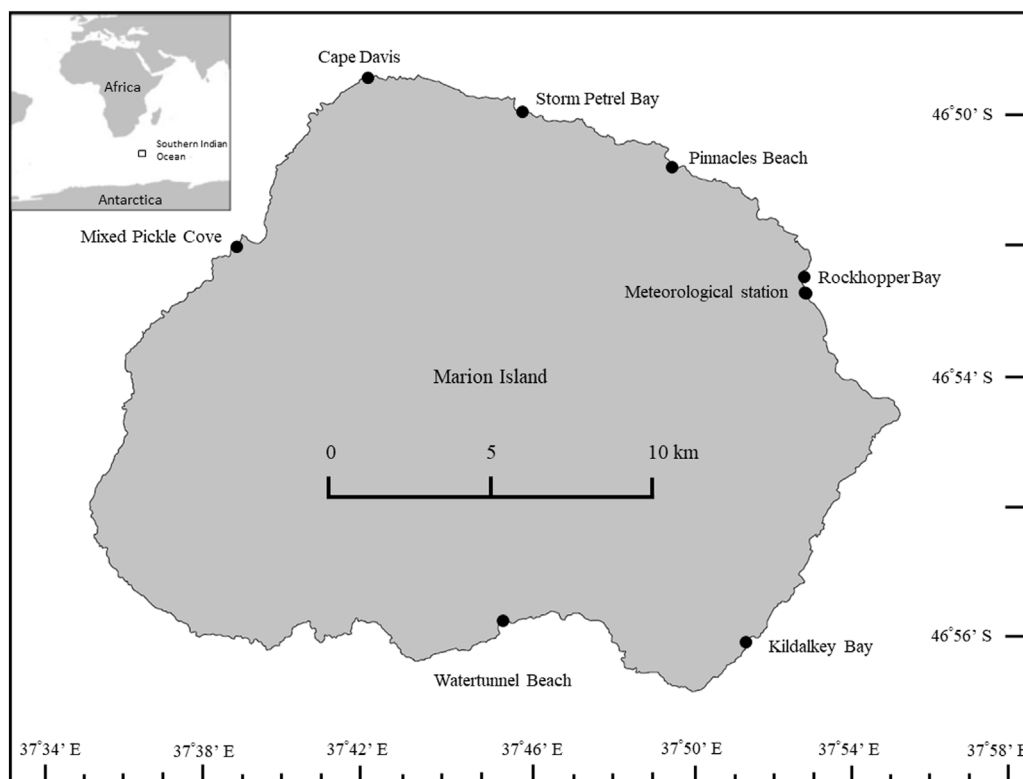 Cape Davis
Storm Petrel Bay
46°50’ S
Africa
Pinnacles Beach
Southern Indian
Ocean
Antarctica
Mixed Pickle Cove
Rockhopper Bay
Meteorological station
Marion Island
46°54’ S
0 5 10 km
46°56’ S
Kildalkey Bay
Watertunnel Beach
37°34’ E 37°38’ E 37°42’ E 37°46’ E 37°50’ E 37°54’ E 37°58’ E